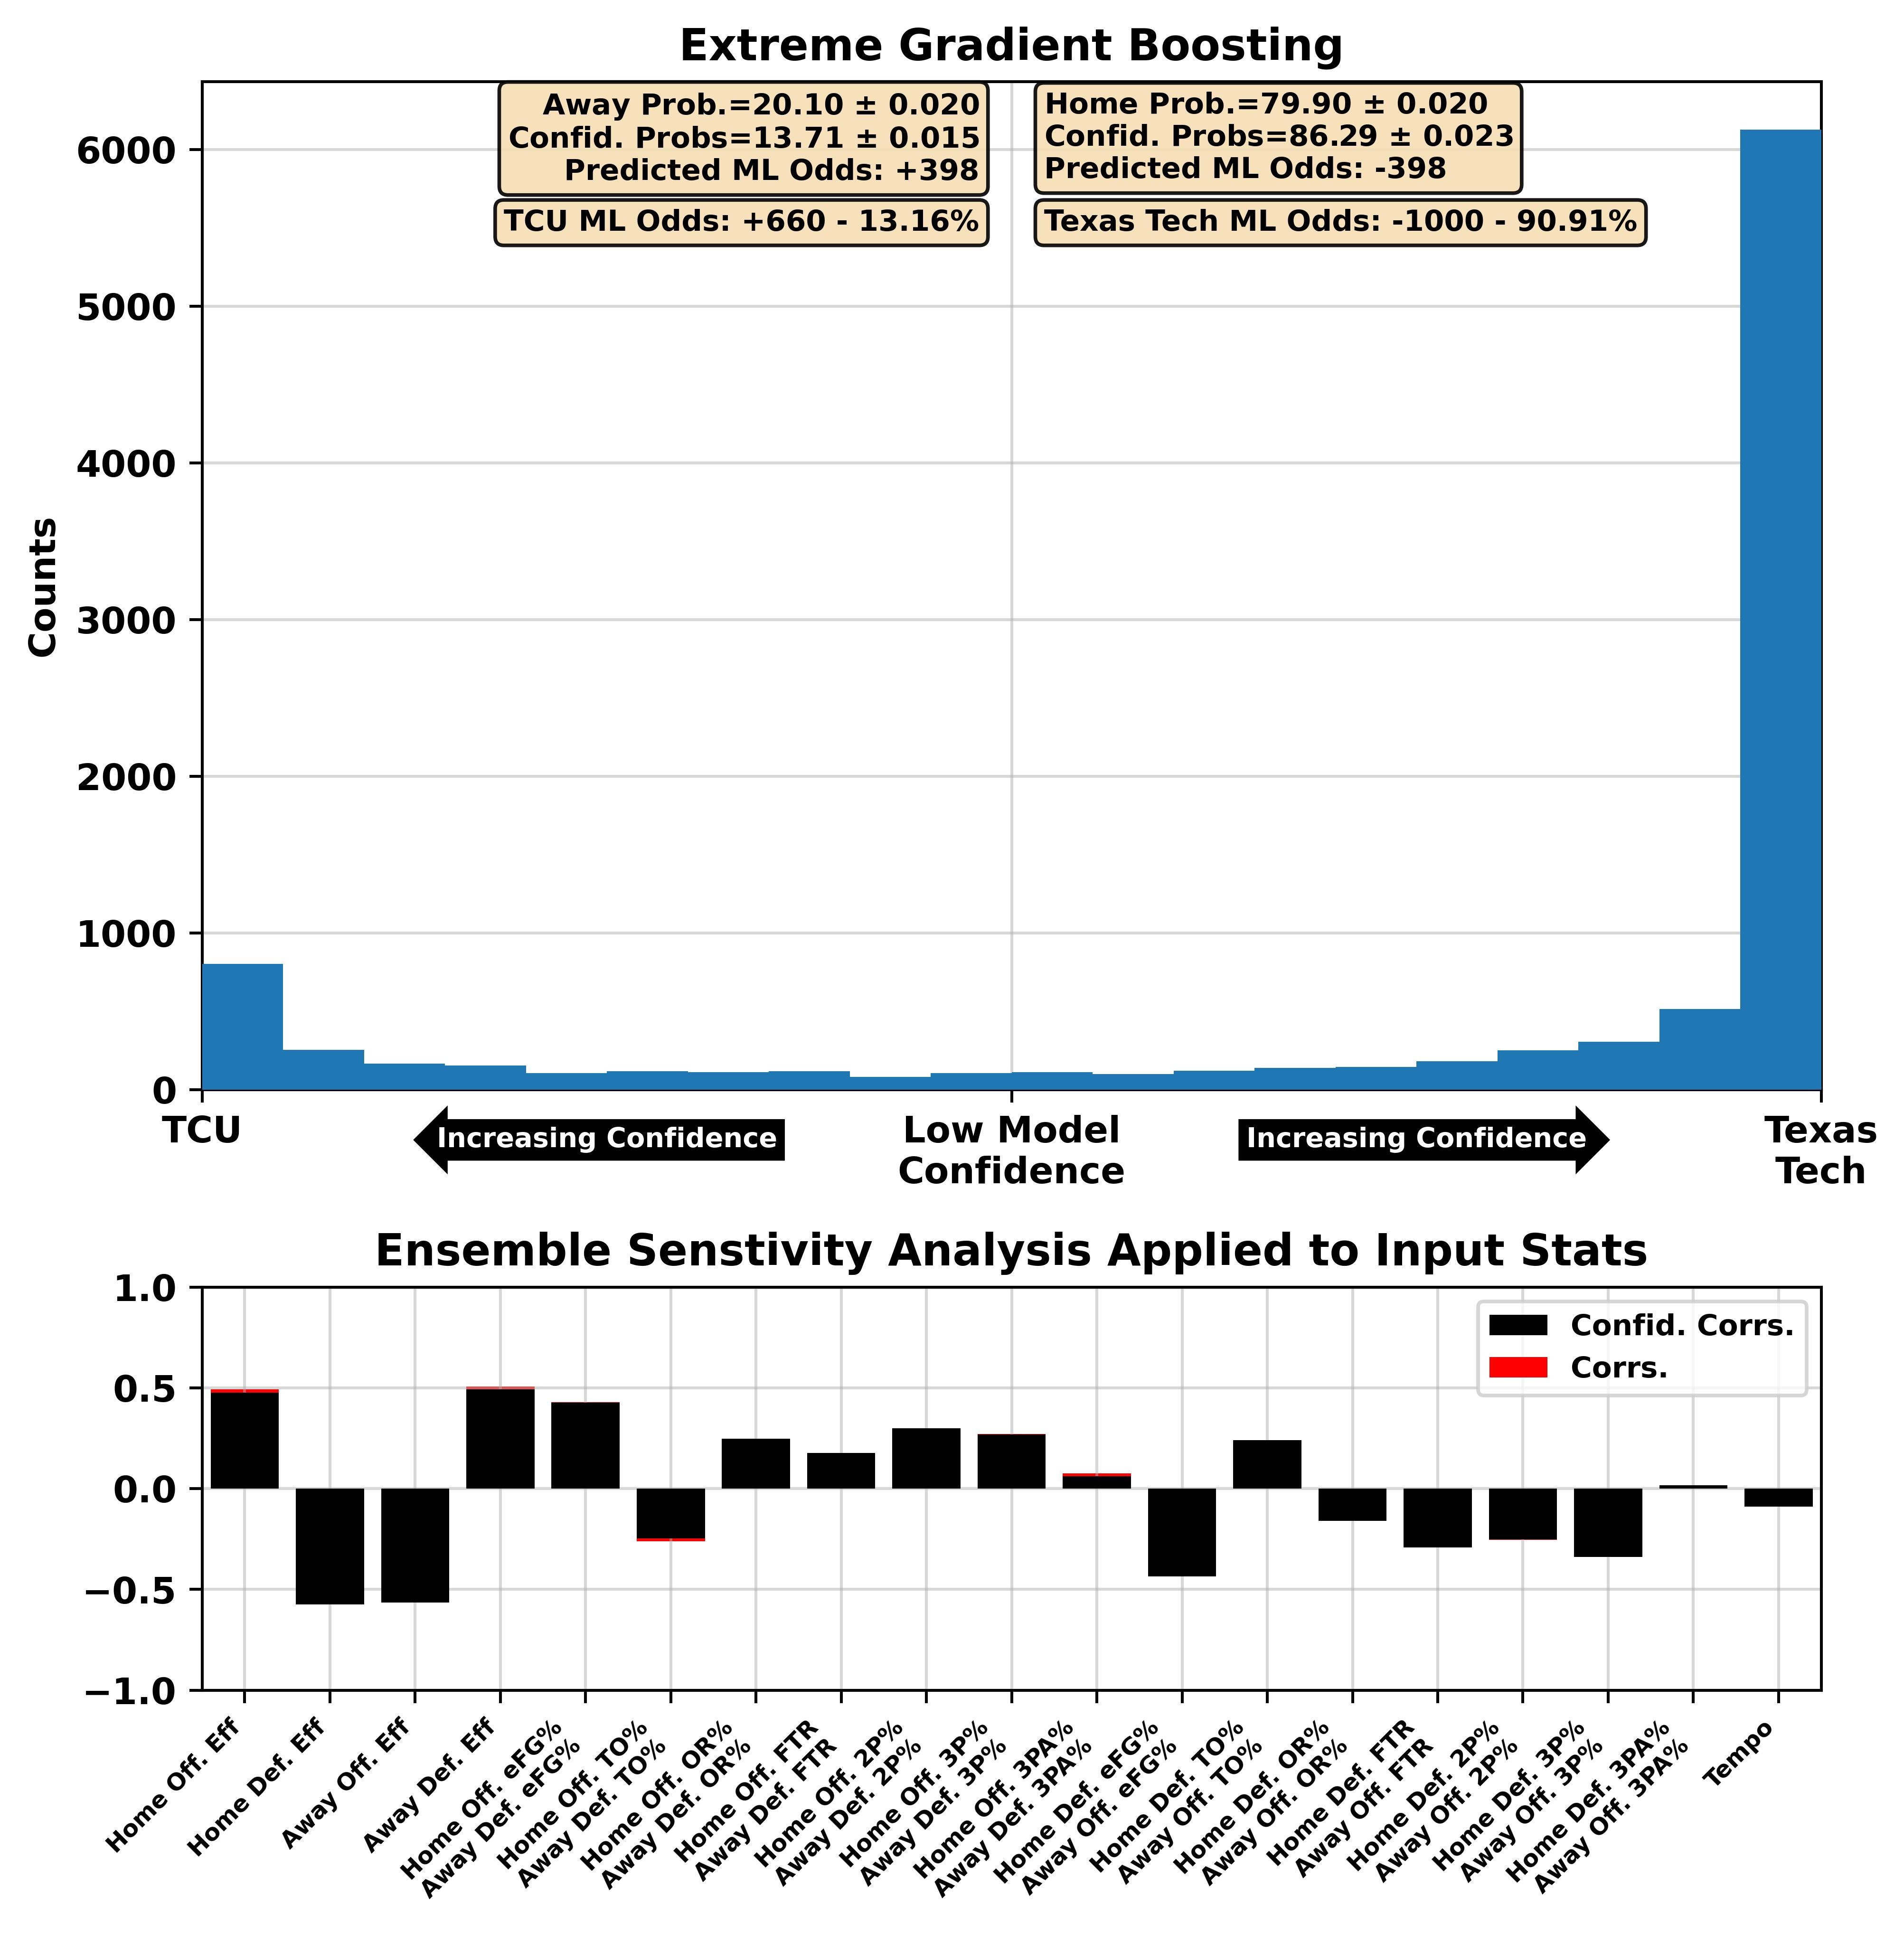 Extreme Gradient Boosting
Away Prob.=20.10 ± 0.020
Confid. Probs=13.71 ± 0.015
Predicted ML Odds: +398
TCU ML Odds: +660 - 13.16%
Home Prob.=79.90 ± 0.020
Confid. Probs=86.29 ± 0.023
Predicted ML Odds: -398
Texas Tech ML Odds: -1000 - 90.91%
Counts
6000
5000
4000
3000
2000
1000
0
TCU
Increasing Confidence
Low Model
Confidence
Increasing Confidence
Texas
Tech
Ensemble Senstivity Analysis Applied to Input Stats
1.0
0.5
0.0
−0.5
−1.0
Confid. Corrs.
Corrs.
Home Off. Eff
Home Def. Eff
Away Off. Eff
Away Def. Eff
Home Off. eFG%
Away Def. eFG%
Home Off. TO%
Away Def. TO%
Home Off. OR%
Away Def. OR%
Home Off. FTR
Away Def. FTR
Home Off. 2P%
Away Def. 2P%
Home Off. 3P%
Away Def. 3P%
Home Off. 3PA%
Away Def. 3PA%
Home Def. eFG%
Away Off. eFG%
Home Def. TO%
Away Off. TO%
Home Def. OR%
Away Off. OR%
Home Def. FTR
Away Off. FTR
Home Def. 2P%
Away Off. 2P%
Home Def. 3P%
Away Off. 3P%
Home Def. 3PA%
Away Off. 3PA%
Tempo